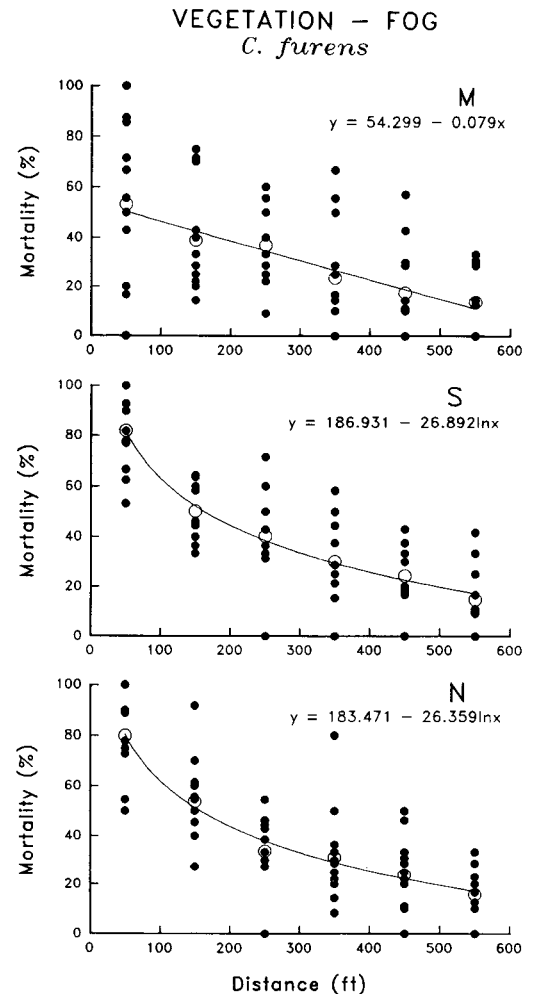 VEGETATION – FOG
C. furens
M
y = 54.299 − 0.079x
Mortality (%)
100
80
60
40
20
0
0 100 200 300 400 500 600
S
y = 186.931 − 26.892lnx
Mortality (%)
100
80
60
40
20
0
0 100 200 300 400 500 600
N
y = 183.471 − 26.359lnx
Mortality (%)
100
80
60
40
20
0
0 100 200 300 400 500 600
Distance (ft)